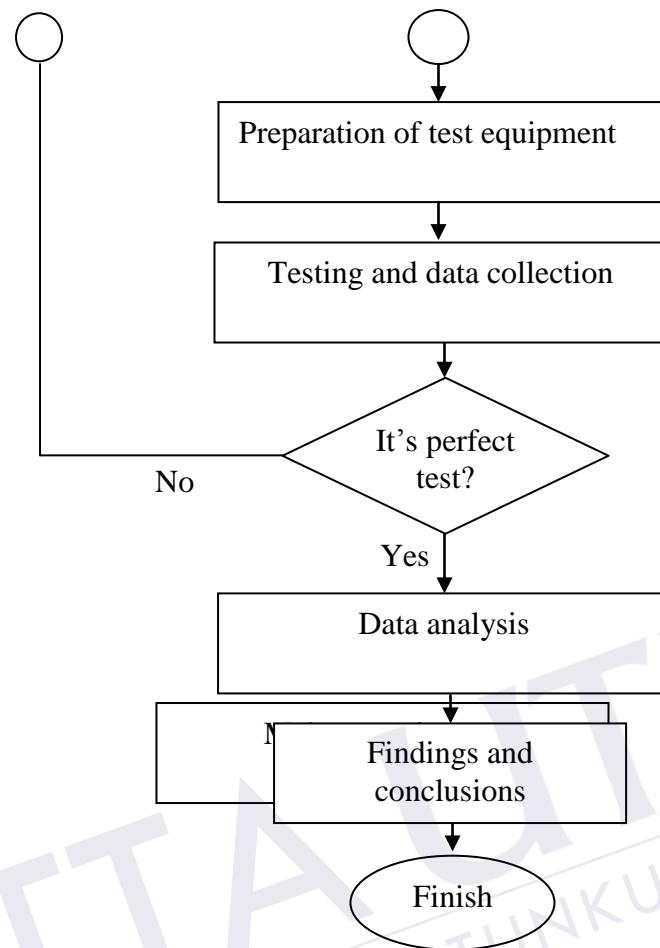 Preparation of test equipment
Testing and data collection
It's perfect
test?
No
Yes
Data analysis
Findings and
conclusions
Finish